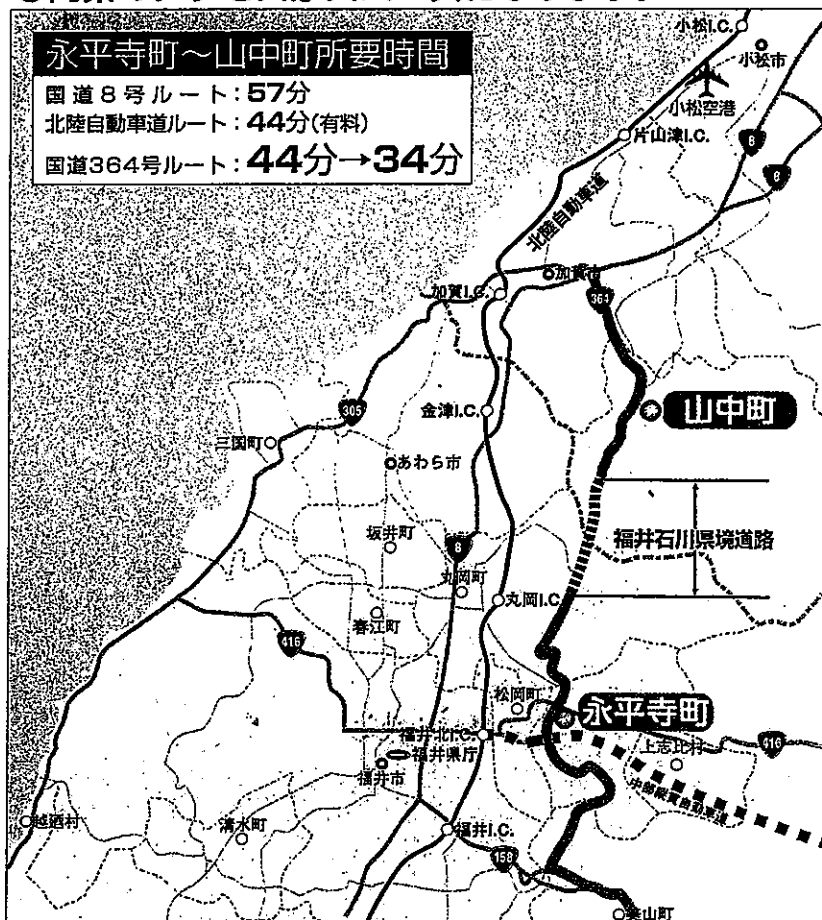 永平寺町～山中町所要時間
国道8号ルート：57分
北陸自動車道ルート：44分(有料)
国道364号ルート：44分→34分
小松I.C.
小松市
小松空港
片山津I.C.
8
8
北陸自動車道
加賀市
加賀I.C.
364
山中町
305
金津I.C.
三国町
あわら市
福井石川県境道路
坂井町
8
丸岡町
丸岡I.C.
春江町
416
松岡町
永平寺町
福井北I.C.
福井県庁
福井市
上志比村
416
中部縦貫自動車道
越廼村
清水町
福井I.C.
158
美山町